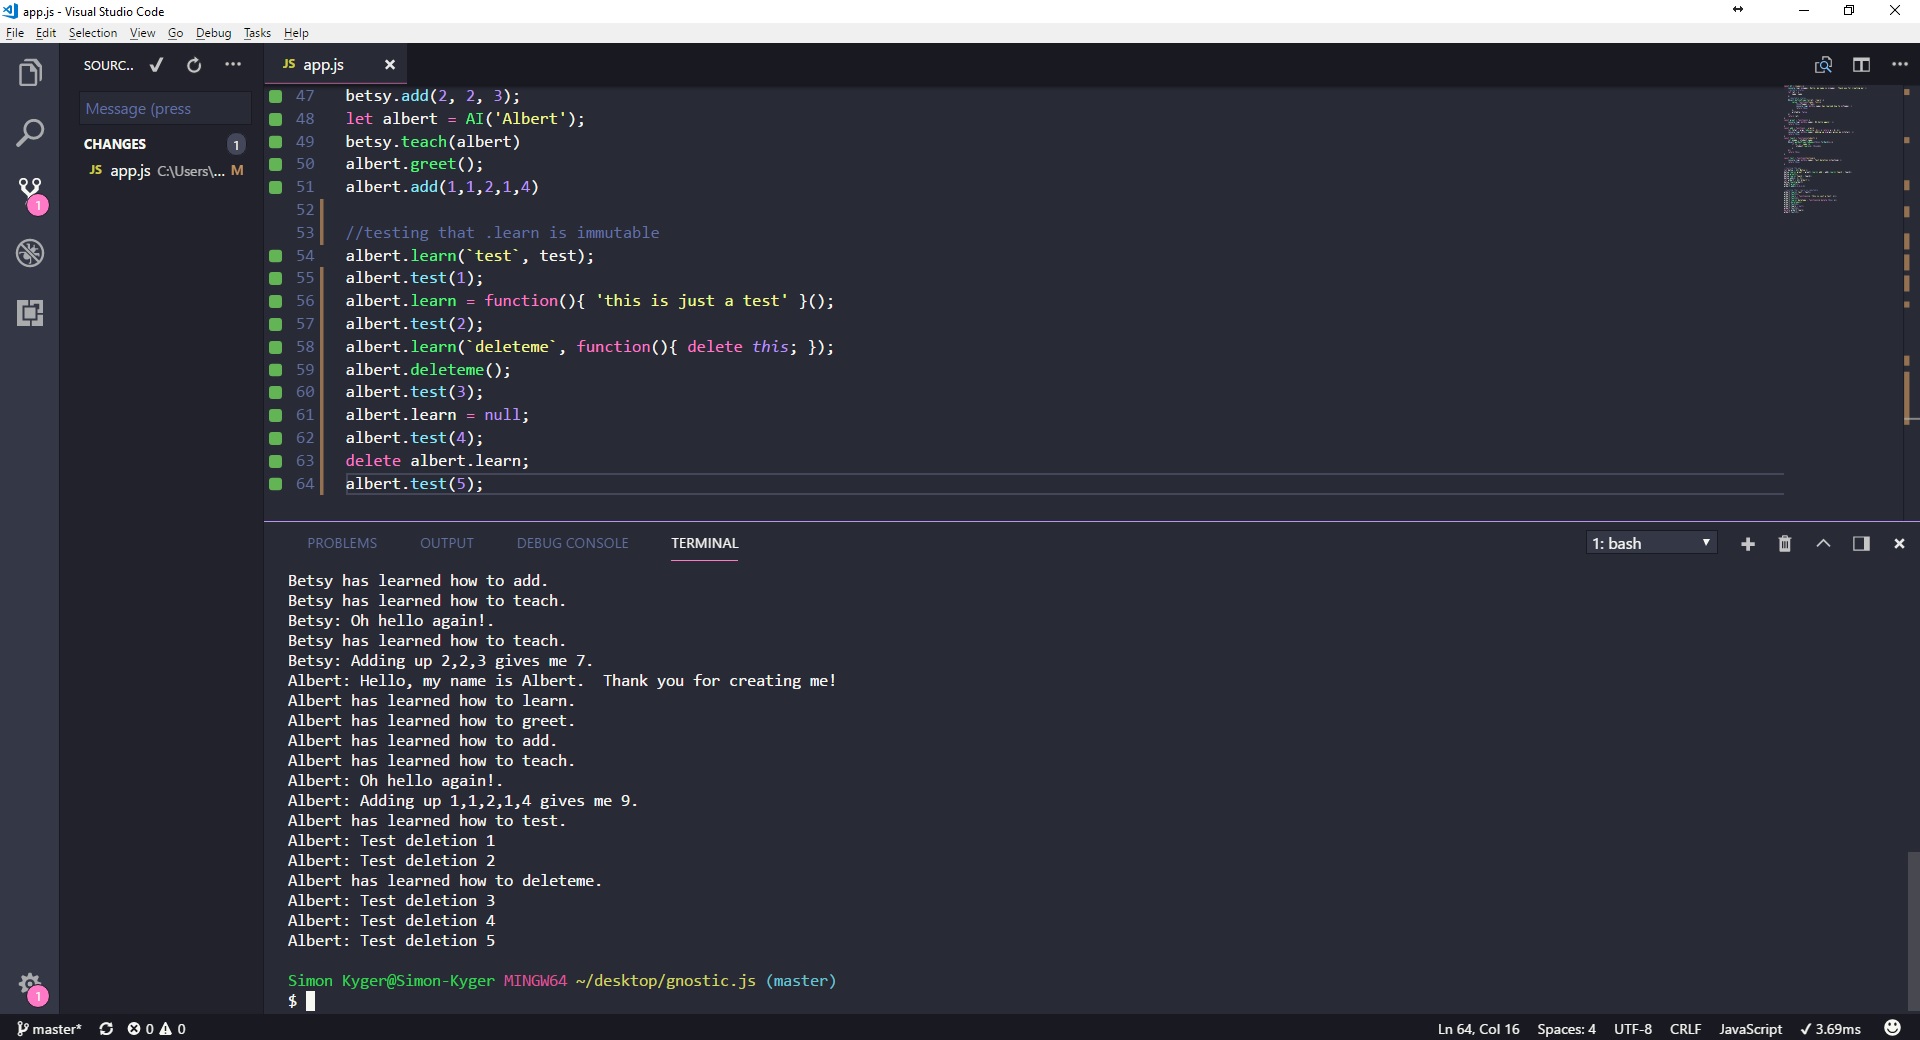 app.js - Visual Studio Code
File Edit Selection View Go Debug Tasks Help
SOURC..
JS app.js
Message (press
CHANGES 1
JS app.js C:\Users\... M
1
1
47 betsy.add(2, 2, 3);
48 let albert = AI('Albert');
49 betsy.teach(albert)
50 albert.greet();
51 albert.add(1,1,2,1,4)
52
53 //testing that .learn is immutable
54 albert.learn(`test`, test);
55 albert.test(1);
56 albert.learn = function(){ 'this is just a test' }();
57 albert.test(2);
58 albert.learn(`deleteme`, function(){ delete this; });
59 albert.deleteme();
60 albert.test(3);
61 albert.learn = null;
62 albert.test(4);
63 delete albert.learn;
64 albert.test(5);
PROBLEMS OUTPUT DEBUG CONSOLE TERMINAL
1: bash
Betsy has learned how to add.
Betsy has learned how to teach.
Betsy: Oh hello again!.
Betsy has learned how to teach.
Betsy: Adding up 2,2,3 gives me 7.
Albert: Hello, my name is Albert.  Thank you for creating me!
Albert has learned how to learn.
Albert has learned how to greet.
Albert has learned how to add.
Albert has learned how to teach.
Albert: Oh hello again!.
Albert: Adding up 1,1,2,1,4 gives me 9.
Albert has learned how to test.
Albert: Test deletion 1
Albert: Test deletion 2
Albert has learned how to deleteme.
Albert: Test deletion 3
Albert: Test deletion 4
Albert: Test deletion 5
Simon Kyger@Simon-Kyger MINGW64 ~/desktop/gnostic.js (master)
$
master* 0 0
Ln 64, Col 16 Spaces: 4 UTF-8 CRLF JavaScript ✓ 3.69ms